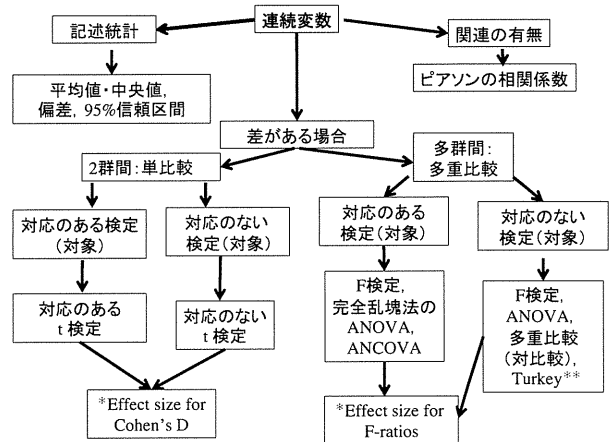 連続変数
記述統計
関連の有無
平均値・中央値,
偏差, 95%信頼区間
ピアソンの相関係数
差がある場合
2群間：単比較
多群間：
多重比較
対応のある検定
(対象)
対応のない
検定(対象)
対応のある
検定(対象)
対応のない
検定(対象)
対応のある
t 検定
対応のない
t 検定
F検定,
完全乱塊法の
ANOVA,
ANCOVA
F検定,
ANOVA,
多重比較
(対比較),
Turkey**
*Effect size for
Cohen's D
*Effect size for
F-ratios